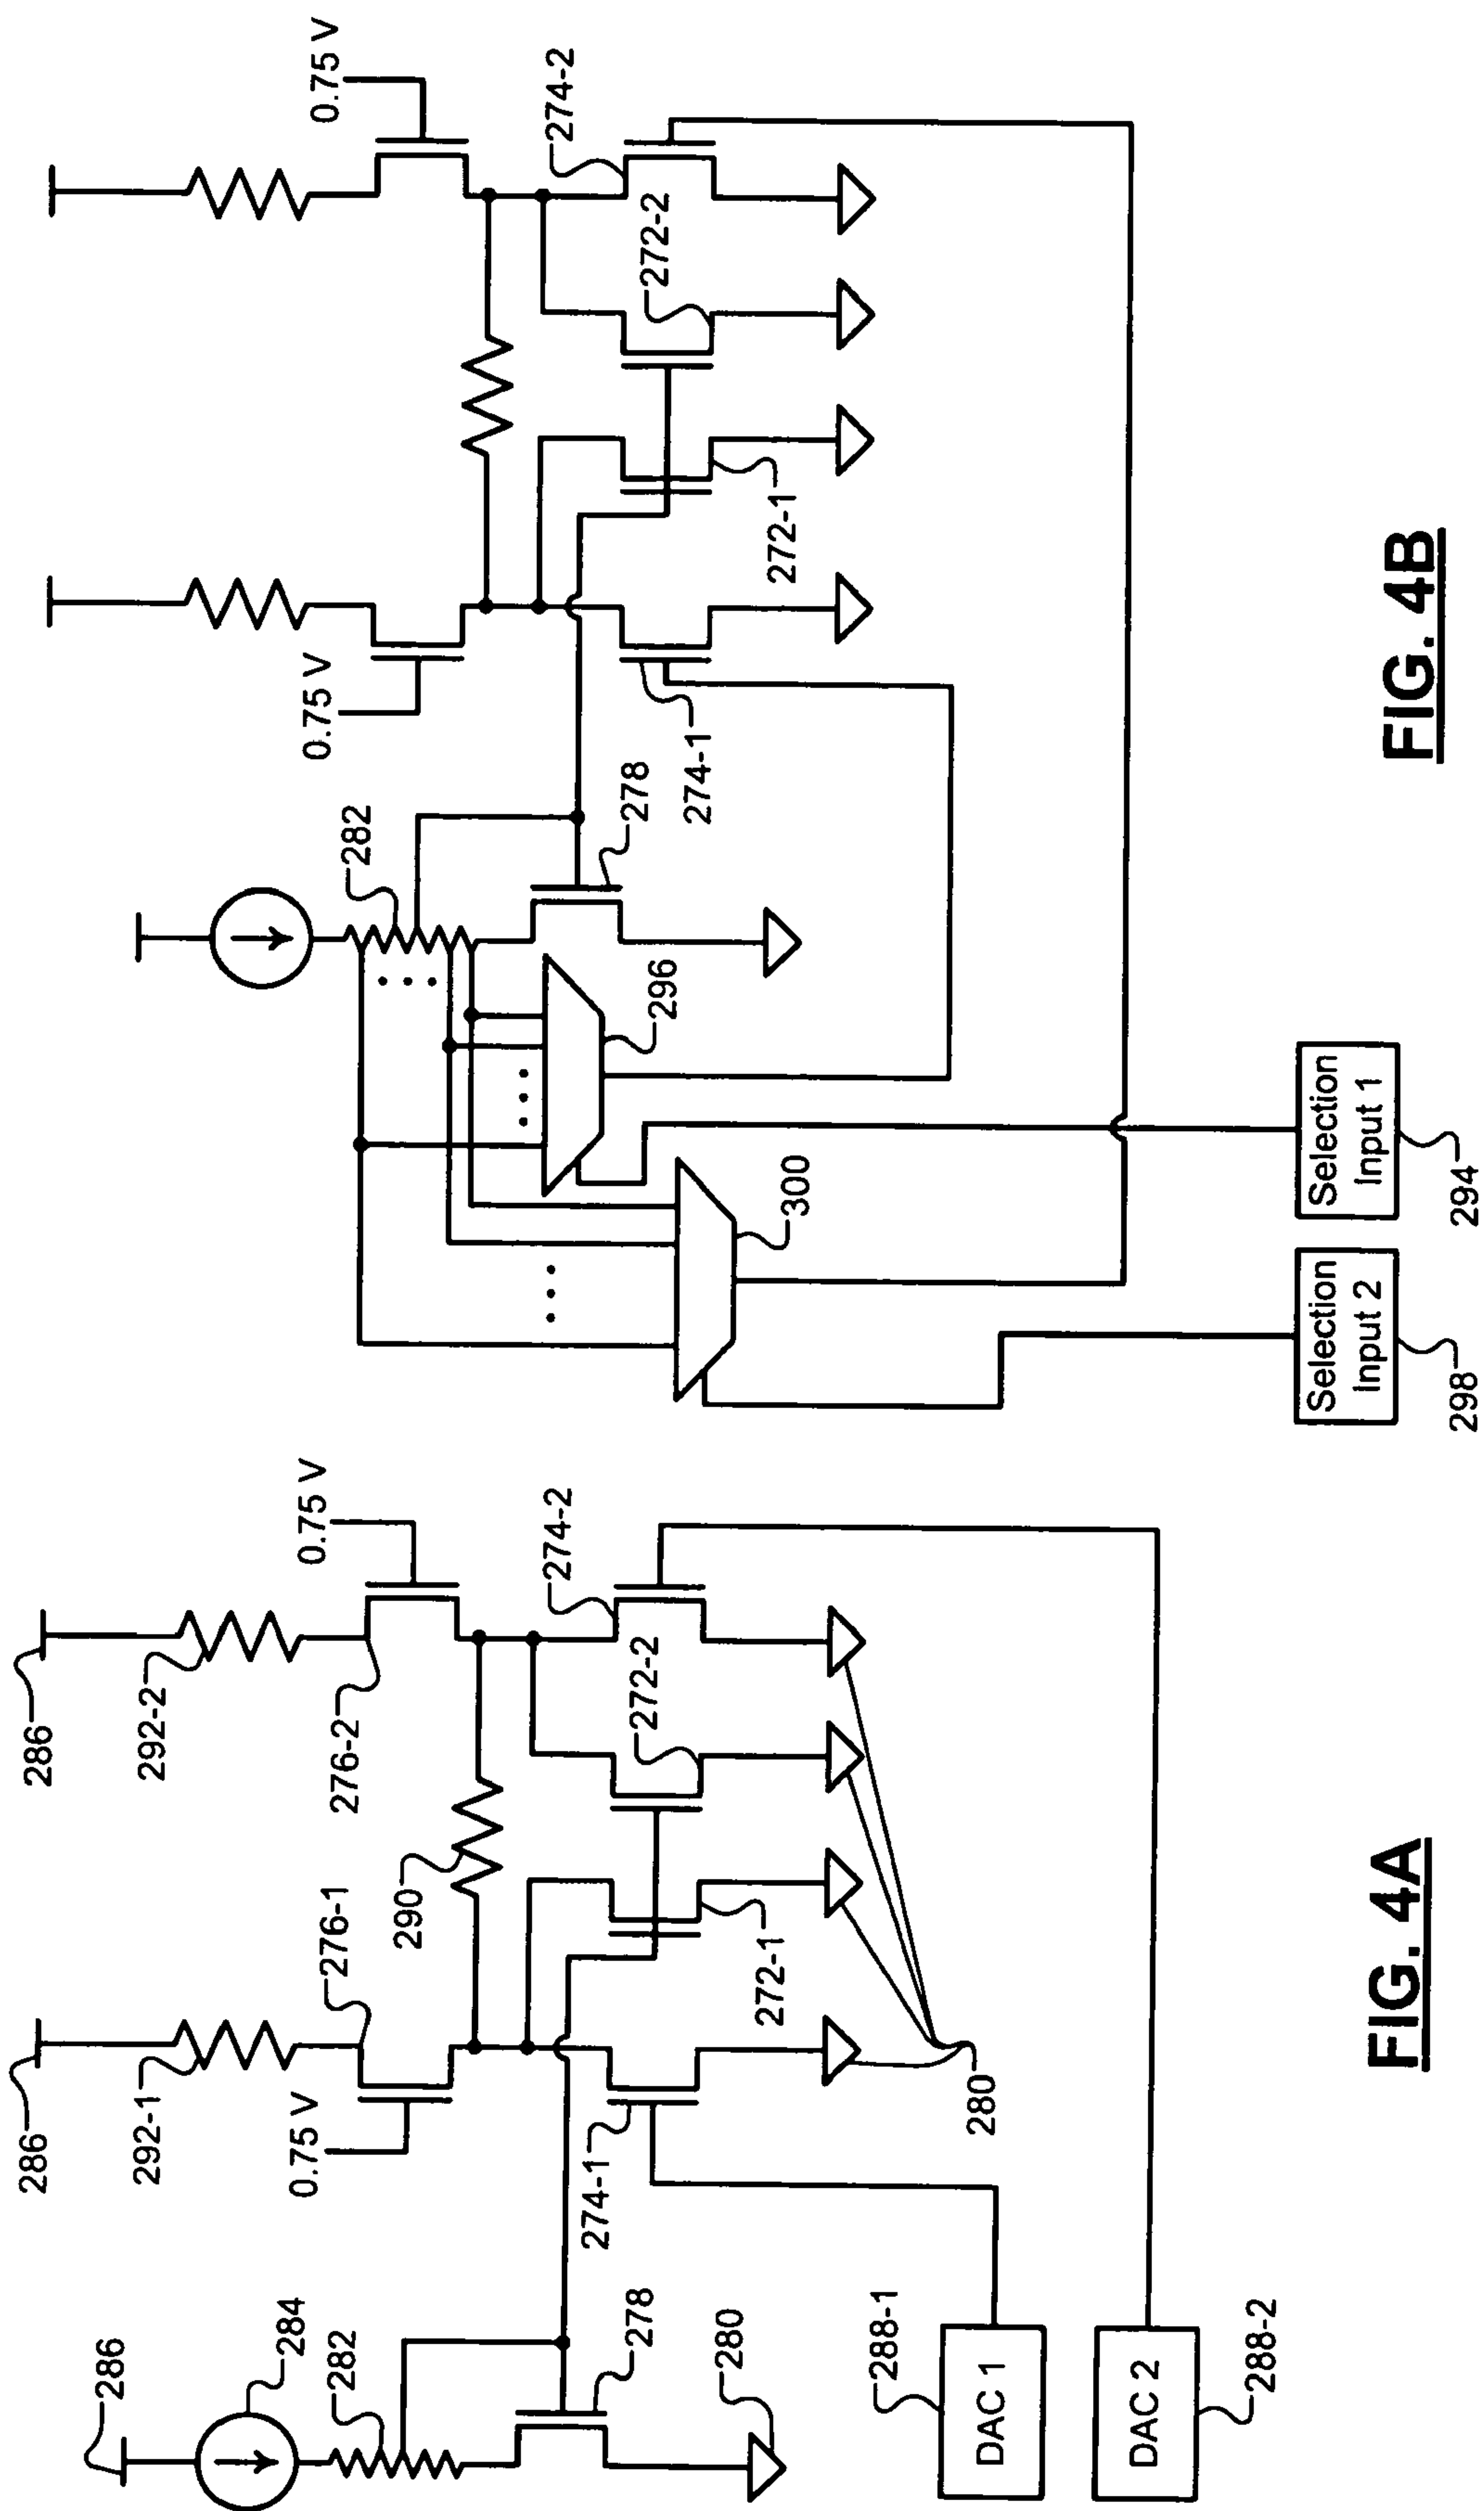 286
284
282
278
280
286
292-1
0.75 V
276-1
290
274-1
272-1
280
286
292-2
276-2
0.75 V
272-2
274-2
288-1
DAC 1
DAC 2
288-2
FIG. 4A
282
278
296
300
0.75 V
274-1
272-1
0.75 V
272-2
274-2
Selection
Input 2
298
Selection
Input 1
294
FIG. 4B